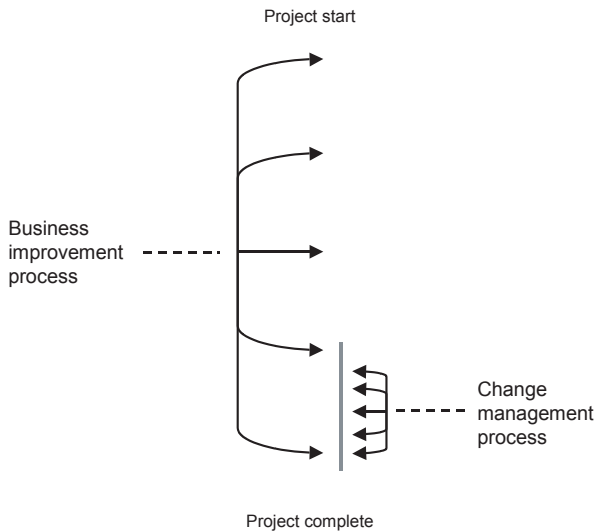 Project start
Business
improvement
process
Change
management
process
Project complete